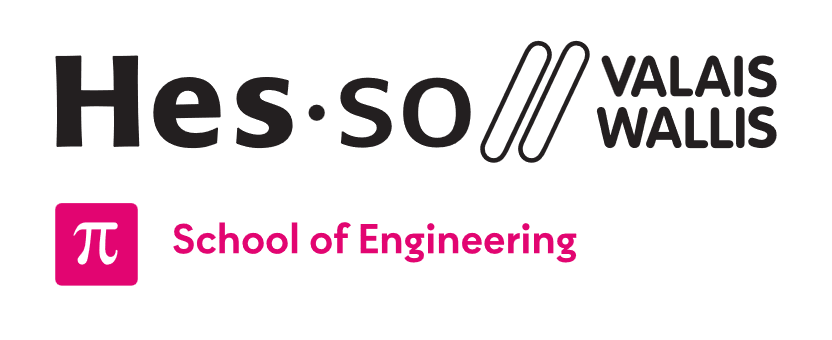 Hes·so VALAIS
WALLIS
π School of Engineering